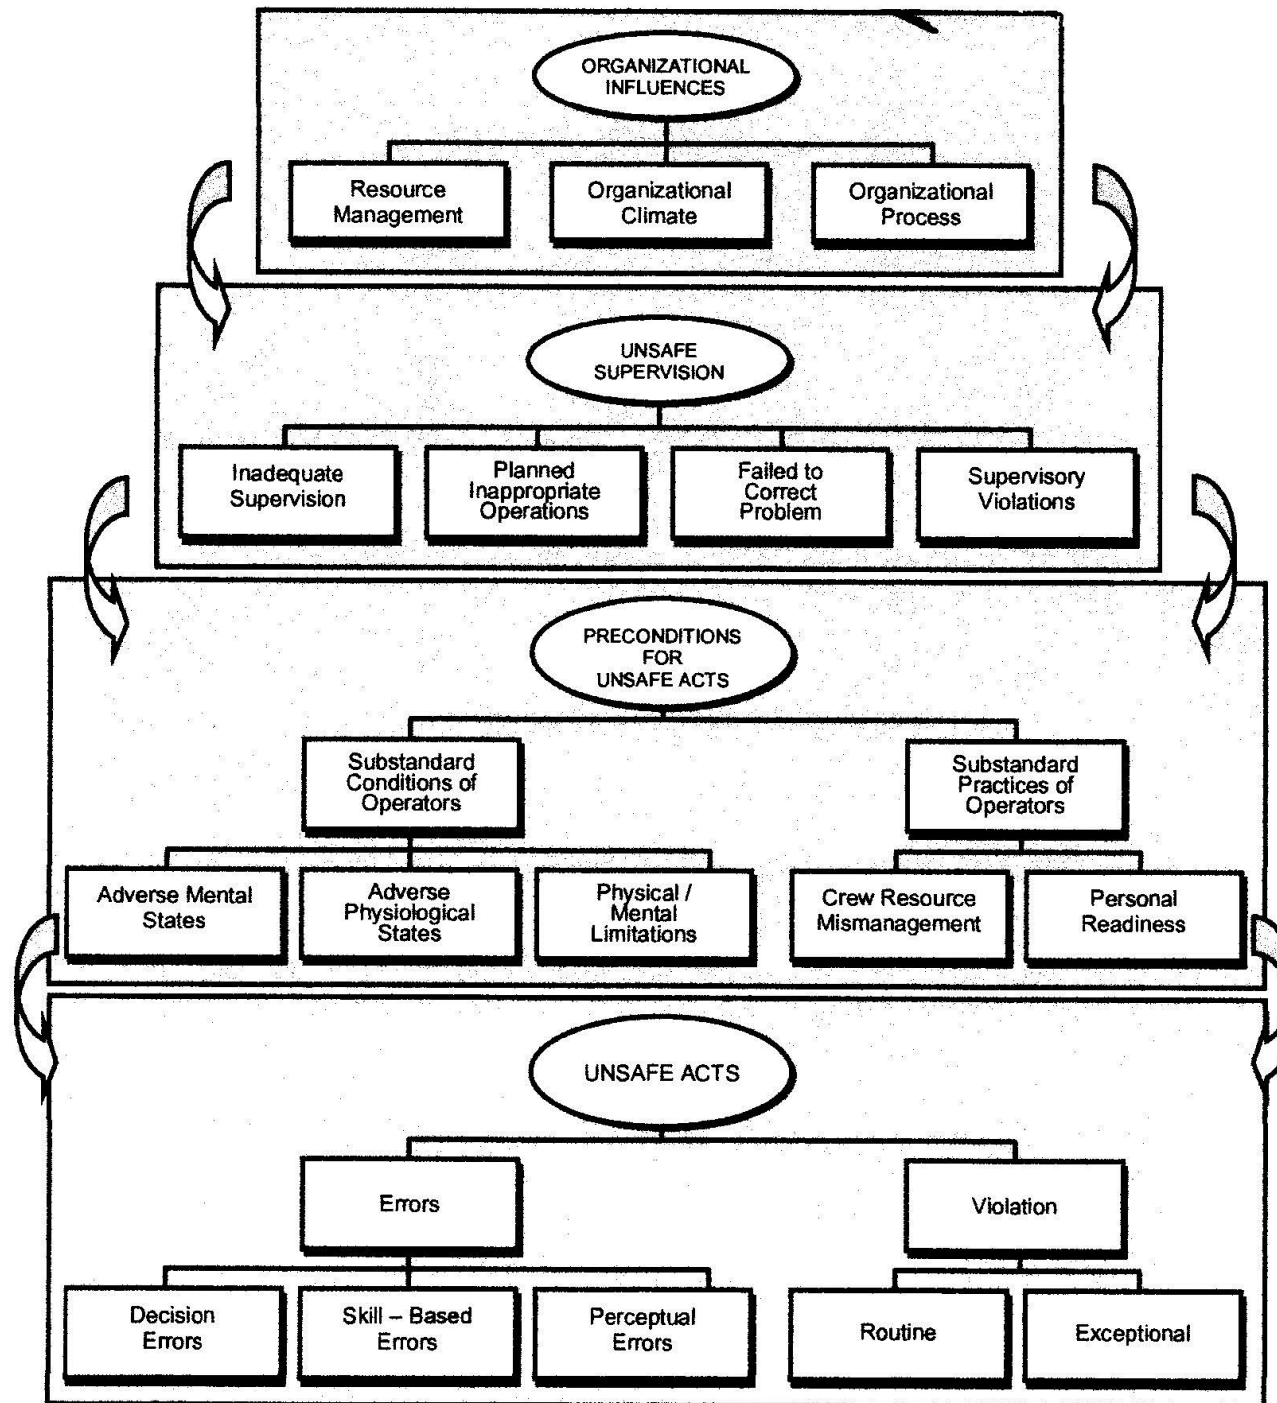 ORGANIZATIONAL
INFLUENCES
Resource
Management
Organizational
Climate
Organizational
Process
UNSAFE
SUPERVISION
Inadequate
Supervision
Planned
Inappropriate
Operations
Failed to
Correct
Problem
Supervisory
Violations
PRECONDITIONS
FOR
UNSAFE ACTS
Substandard
Conditions of
Operators
Substandard
Practices of
Operators
Adverse Mental
States
Adverse
Physiological
States
Physical /
Mental
Limitations
Crew Resource
Mismanagement
Personal
Readiness
UNSAFE ACTS
Errors
Violation
Decision
Errors
Skill – Based
Errors
Perceptual
Errors
Routine
Exceptional